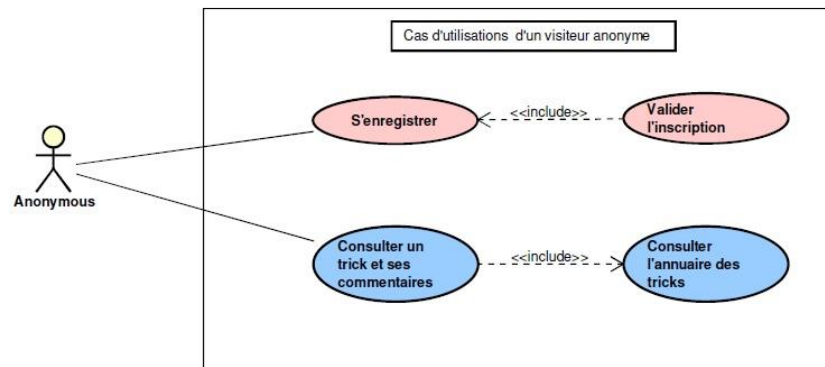 Cas d'utilisations d'un visiteur anonyme
S'enregistrer
<<include>>
Valider
l'inscription
Anonymous
Consulter un
trick et ses
commentaires
<<include>>
Consulter
l'annuaire des
tricks